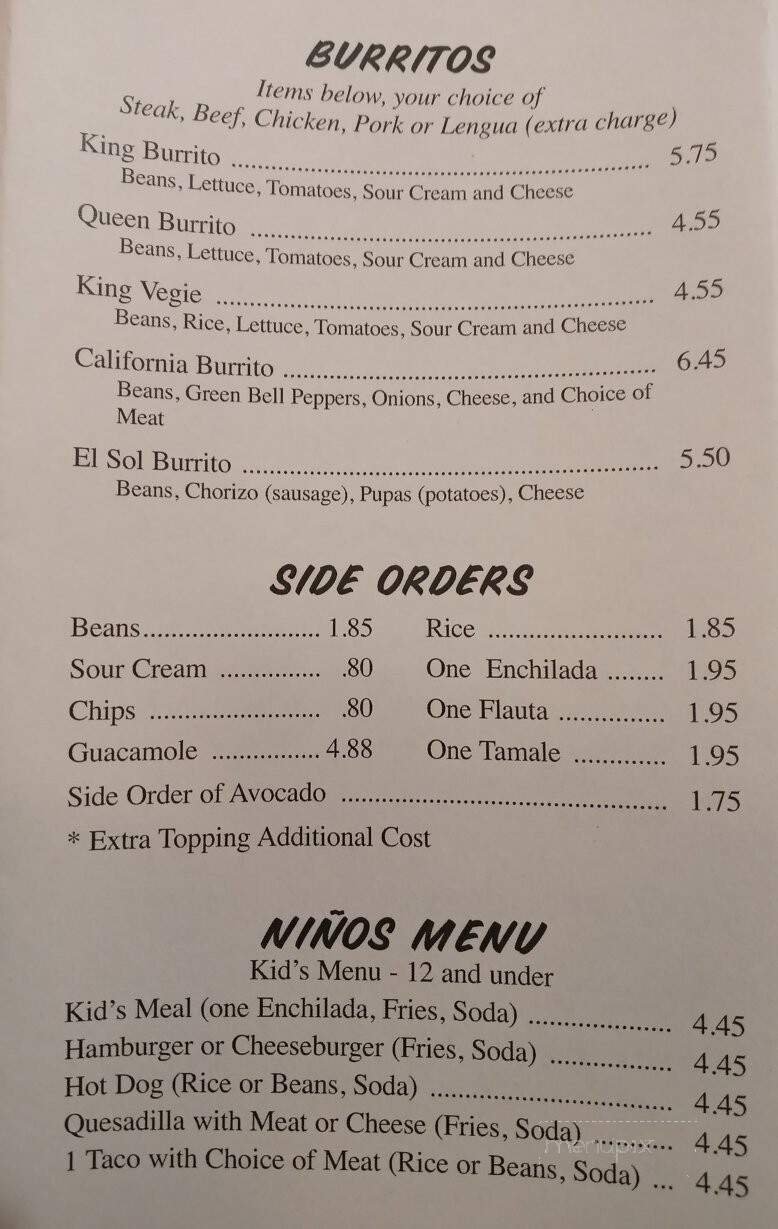 BURRITOS
Items below, your choice of
Steak, Beef, Chicken, Pork or Lengua (extra charge)
King Burrito ........................................................ 5.75
Beans, Lettuce, Tomatoes, Sour Cream and Cheese
Queen Burrito ...................................................... 4.55
Beans, Lettuce, Tomatoes, Sour Cream and Cheese
King Vegie .......................................................... 4.55
Beans, Rice, Lettuce, Tomatoes, Sour Cream and Cheese
California Burrito .................................................. 6.45
Beans, Green Bell Peppers, Onions, Cheese, and Choice of
Meat
El Sol Burrito ........................................................ 5.50
Beans, Chorizo (sausage), Pupas (potatoes), Cheese
SIDE ORDERS
Beans.......................... 1.85 Rice .......................... 1.85
Sour Cream ............... .80 One Enchilada ........ 1.95
Chips ......................... .80 One Flauta ................ 1.95
Guacamole ................ 4.88 One Tamale ............. 1.95
Side Order of Avocado ................................................ 1.75
* Extra Topping Additional Cost
NIÑOS MENU
Kid's Menu - 12 and under
Kid's Meal (one Enchilada, Fries, Soda) ..................... 4.45
Hamburger or Cheeseburger (Fries, Soda) .................. 4.45
Hot Dog (Rice or Beans, Soda) .................................... 4.45
Quesadilla with Meat or Cheese (Fries, Soda) ........... 4.45
1 Taco with Choice of Meat (Rice or Beans, Soda) ... 4.45
menupix